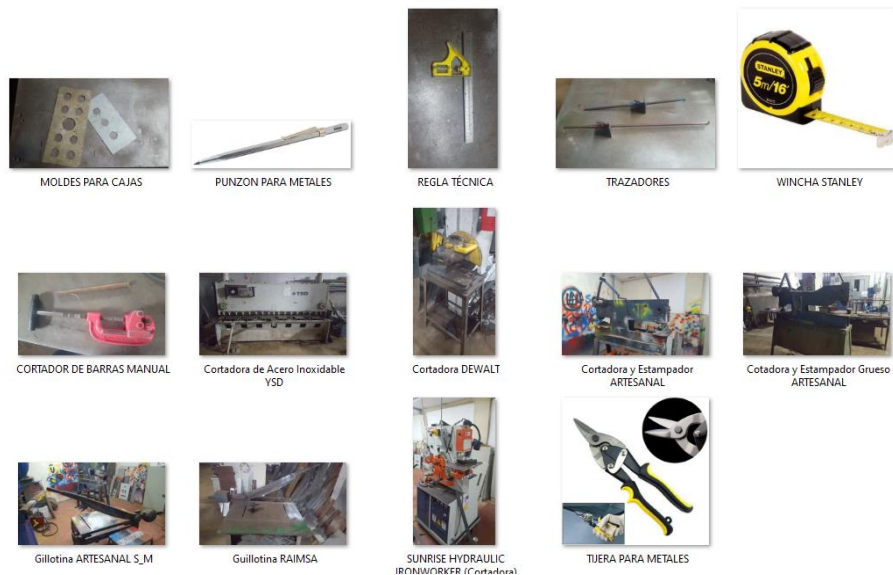 STANLEY
5m/16'
MOLDES PARA CAJAS
PUNZON PARA METALES
REGLA TÉCNICA
TRAZADORES
WINCHA STANLEY
YSD
CORTADOR DE BARRAS MANUAL
Cortadora de Acero Inoxidable
YSD
Cortadora DEWALT
Cortadora y Estampador
ARTESANAL
Cotadora y Estampador Grueso
ARTESANAL
Gillotina ARTESANAL S_M
Guillotina RAIMSA
SUNRISE HYDRAULIC
IRONWORKER (Cortadora)
TIJERA PARA METALES